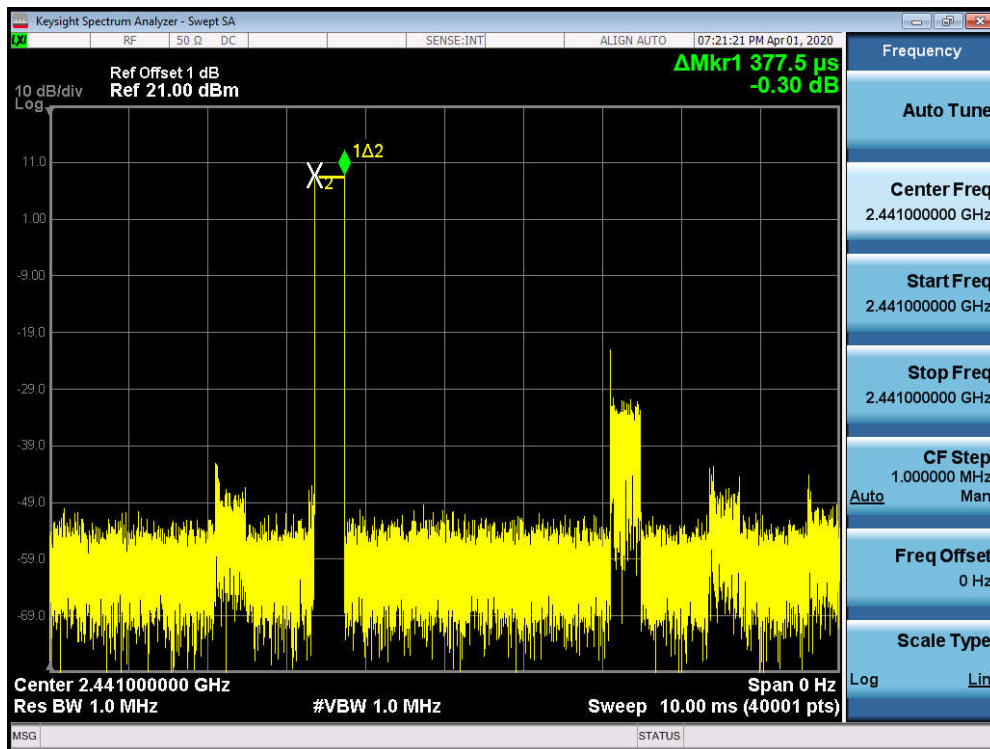 Keysight Spectrum Analyzer - Swept SA
LXI RF 50 Ω DC SENSE:INT ALIGN AUTO 07:21:21 PM Apr 01, 2020
Frequency
ΔMkr1 377.5 µs
-0.30 dB
Ref Offset 1 dB
10 dB/div Ref 21.00 dBm
Log
1Δ2
2
11.0
1.00
-9.00
-19.0
-29.0
-39.0
-49.0
-59.0
-69.0
Center 2.441000000 GHz Span 0 Hz
Res BW 1.0 MHz #VBW 1.0 MHz Sweep 10.00 ms (40001 pts)
Auto Tune
Center Freq
2.441000000 GHz
Start Freq
2.441000000 GHz
Stop Freq
2.441000000 GHz
CF Step
1.000000 MHz
Auto Man
Freq Offset
0 Hz
Scale Type
Log Lin
MSG STATUS